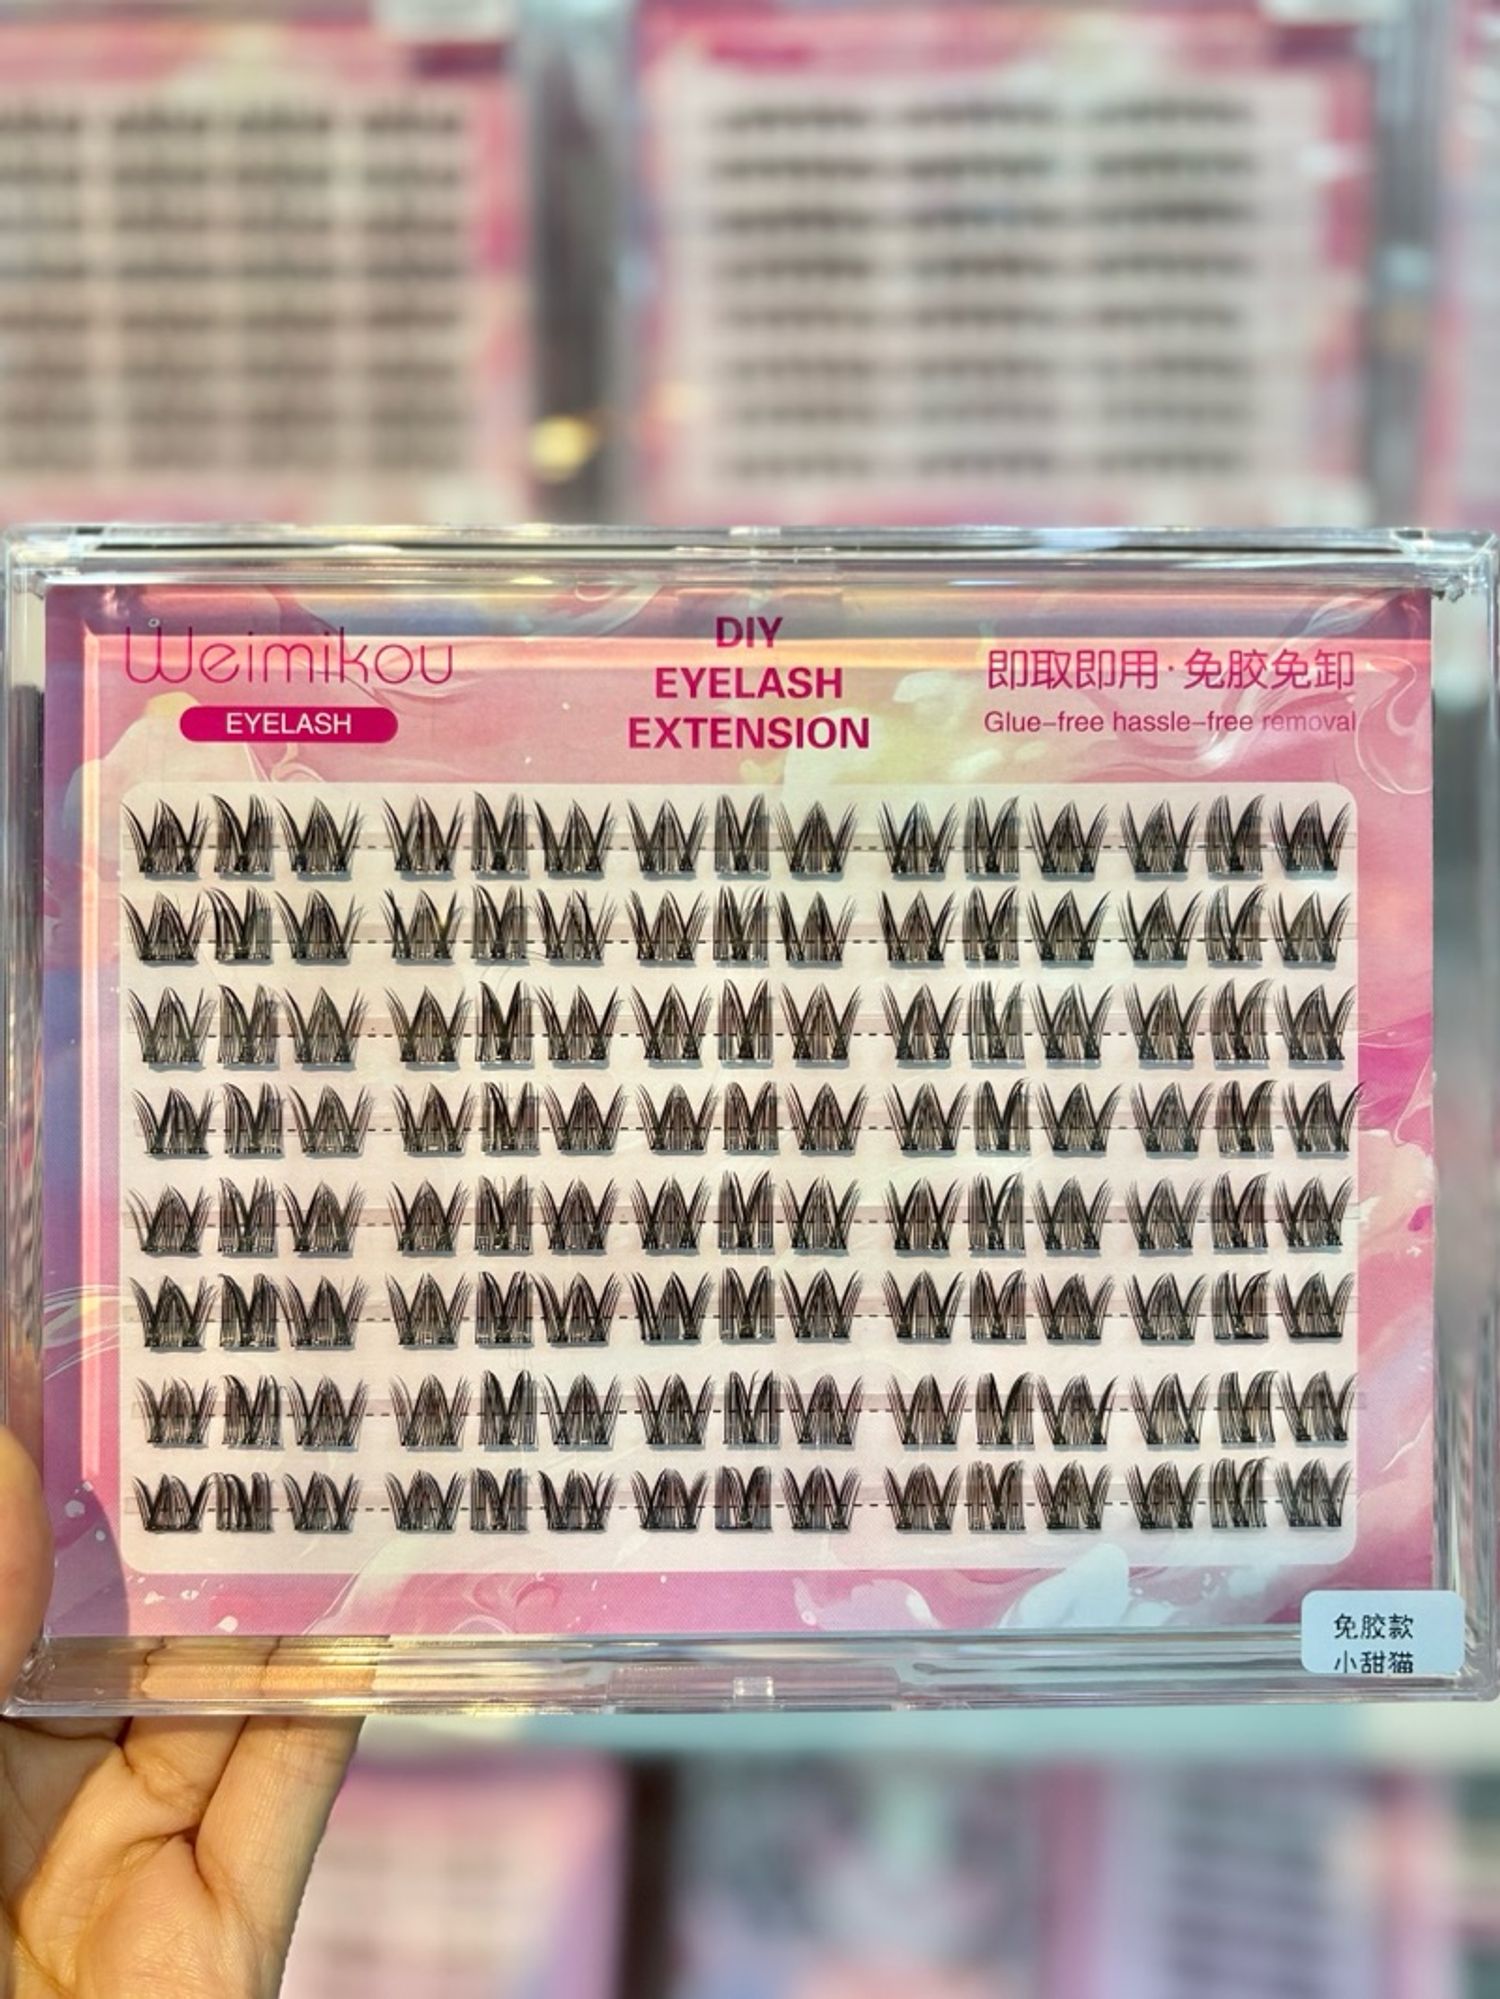 Weimikou
EYELASH
DIY
EYELASH
EXTENSION
即取即用·免胶免卸
Glue-free hassle-free removal
免胶款
小甜猫